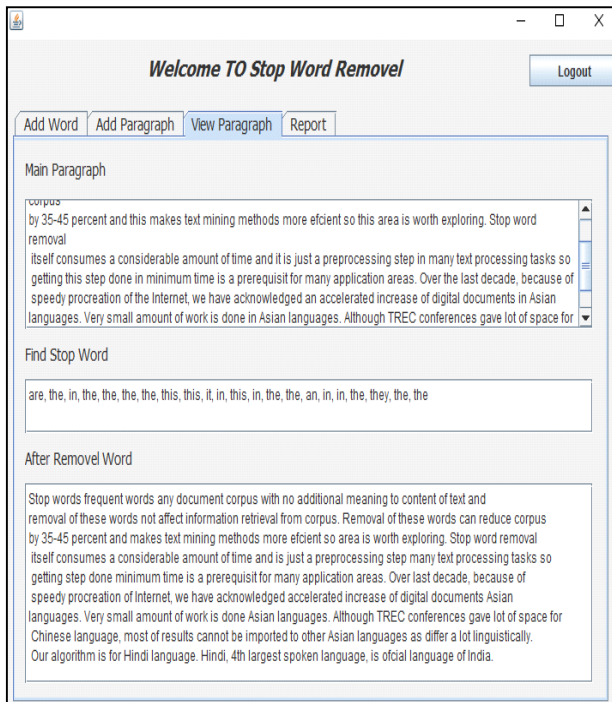 Welcome TO Stop Word Removel
Logout
Add Word
Add Paragraph
View Paragraph
Report
Main Paragraph
corpus
by 35-45 percent and this makes text mining methods more efcient so this area is worth exploring. Stop word
removal
itself consumes a considerable amount of time and it is just a preprocessing step in many text processing tasks so
getting this step done in minimum time is a prerequisit for many application areas. Over the last decade, because of
speedy procreation of the Internet, we have acknowledged an accelerated increase of digital documents in Asian
languages. Very small amount of work is done in Asian languages. Although TREC conferences gave lot of space for
Find Stop Word
are, the, in, the, the, the, the, this, this, it, in, this, in, the, the, an, in, in, the, they, the, the
After Removel Word
Stop words frequent words any document corpus with no additional meaning to content of text and
removal of these words not affect information retrieval from corpus. Removal of these words can reduce corpus
by 35-45 percent and makes text mining methods more efcient so area is worth exploring. Stop word removal
itself consumes a considerable amount of time and is just a preprocessing step many text processing tasks so
getting step done minimum time is a prerequisit for many application areas. Over last decade, because of
speedy procreation of Internet, we have acknowledged accelerated increase of digital documents Asian
languages. Very small amount of work is done Asian languages. Although TREC conferences gave lot of space for
Chinese language, most of results cannot be imported to other Asian languages as differ a lot linguistically.
Our algorithm is for Hindi language. Hindi, 4th largest spoken language, is ofcial language of India.